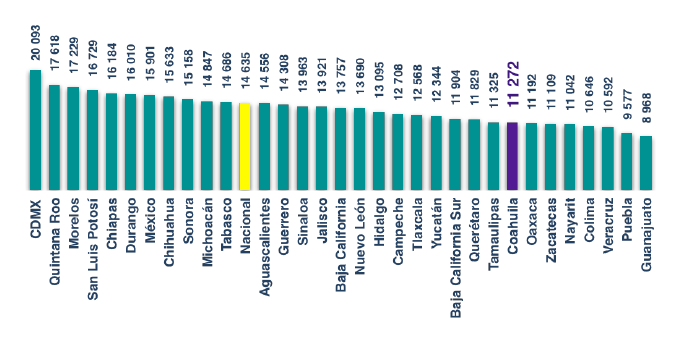 20 093
17 618
17 229
16 729
16 184
16 010
15 901
15 633
15 158
14 847
14 686
14 635
14 556
14 308
13 963
13 921
13 757
13 690
13 095
12 708
12 568
12 344
11 904
11 829
11 325
11 272
11 192
11 109
11 042
10 646
10 592
9 577
8 968
CDMX
Quintana Roo
Morelos
San Luis Potosí
Chiapas
Durango
México
Chihuahua
Sonora
Michoacán
Tabasco
Nacional
Aguascalientes
Guerrero
Sinaloa
Jalisco
Baja California
Nuevo León
Hidalgo
Campeche
Tlaxcala
Yucatán
Baja California Sur
Querétaro
Tamaulipas
Coahuila
Oaxaca
Zacatecas
Nayarit
Colima
Veracruz
Puebla
Guanajuato